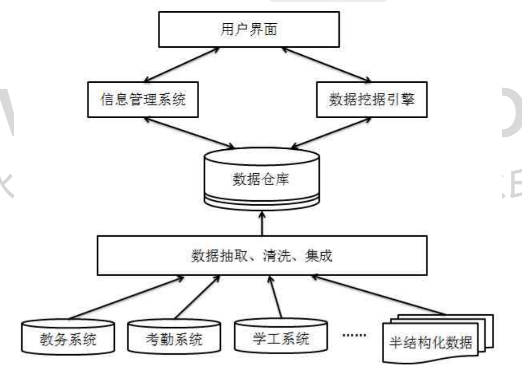 用户界面
信息管理系统
数据挖据引擎
数据仓库
数据抽取、清洗、集成
教务系统
考勤系统
学工系统
……
半结构化数据